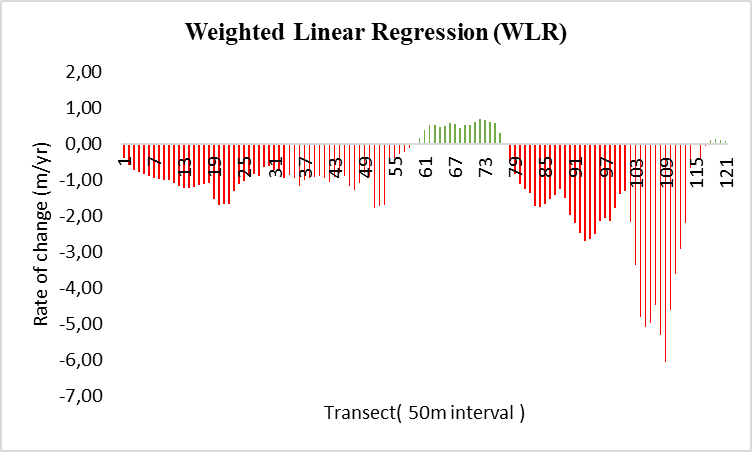 Weighted Linear Regression (WLR)
2,00
1,00
0,00
-1,00
-2,00
-3,00
-4,00
-5,00
-6,00
-7,00
Rate of change (m/yr)
1 7 13 19 25 31 37 43 49 55 61 67 73 79 85 91 97 103 109 115 121
Transect( 50m interval )